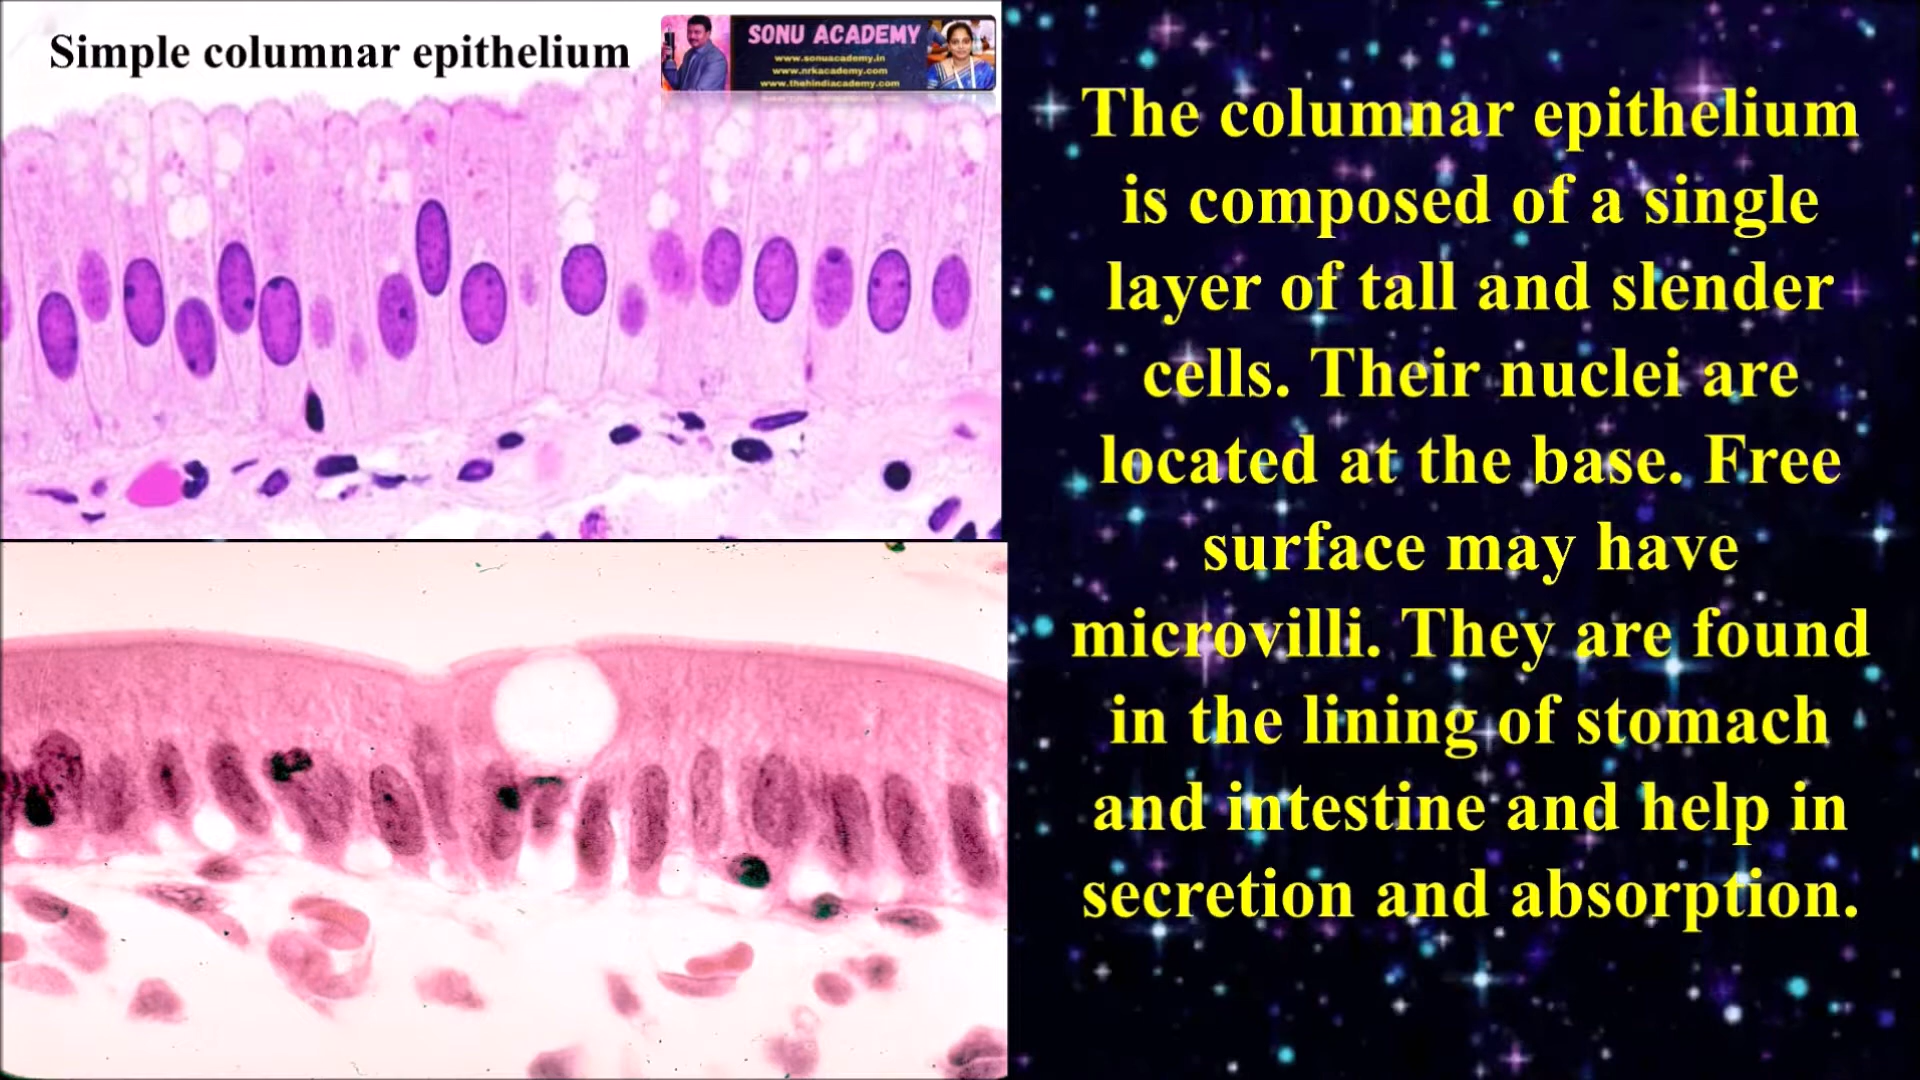 Simple columnar epithelium
SONU ACADEMY
www.sonuacademy.in
www.nrkacademy.com
www.thehindiacademy.com
The columnar epithelium
is composed of a single
layer of tall and slender
cells. Their nuclei are
located at the base. Free
surface may have
microvilli. They are found
in the lining of stomach
and intestine and help in
secretion and absorption.